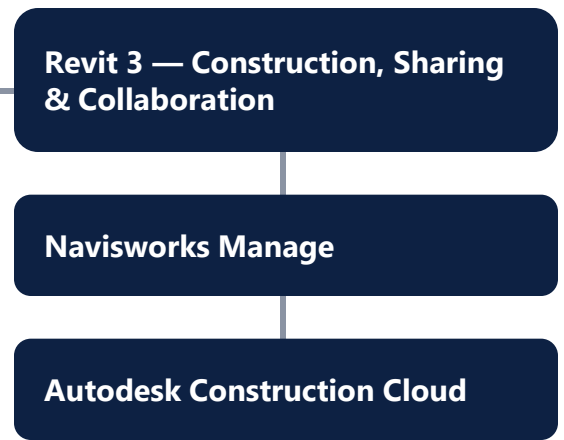 Revit 3 — Construction, Sharing
& Collaboration
Navisworks Manage
Autodesk Construction Cloud